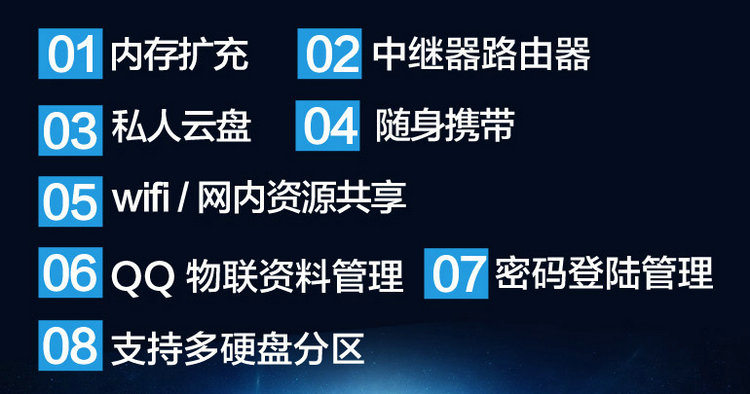 01 内存扩充 02 中继器路由器
03 私人云盘 04 随身携带
05 wifi / 网内资源共享
06 QQ 物联资料管理 07 密码登陆管理
08 支持多硬盘分区